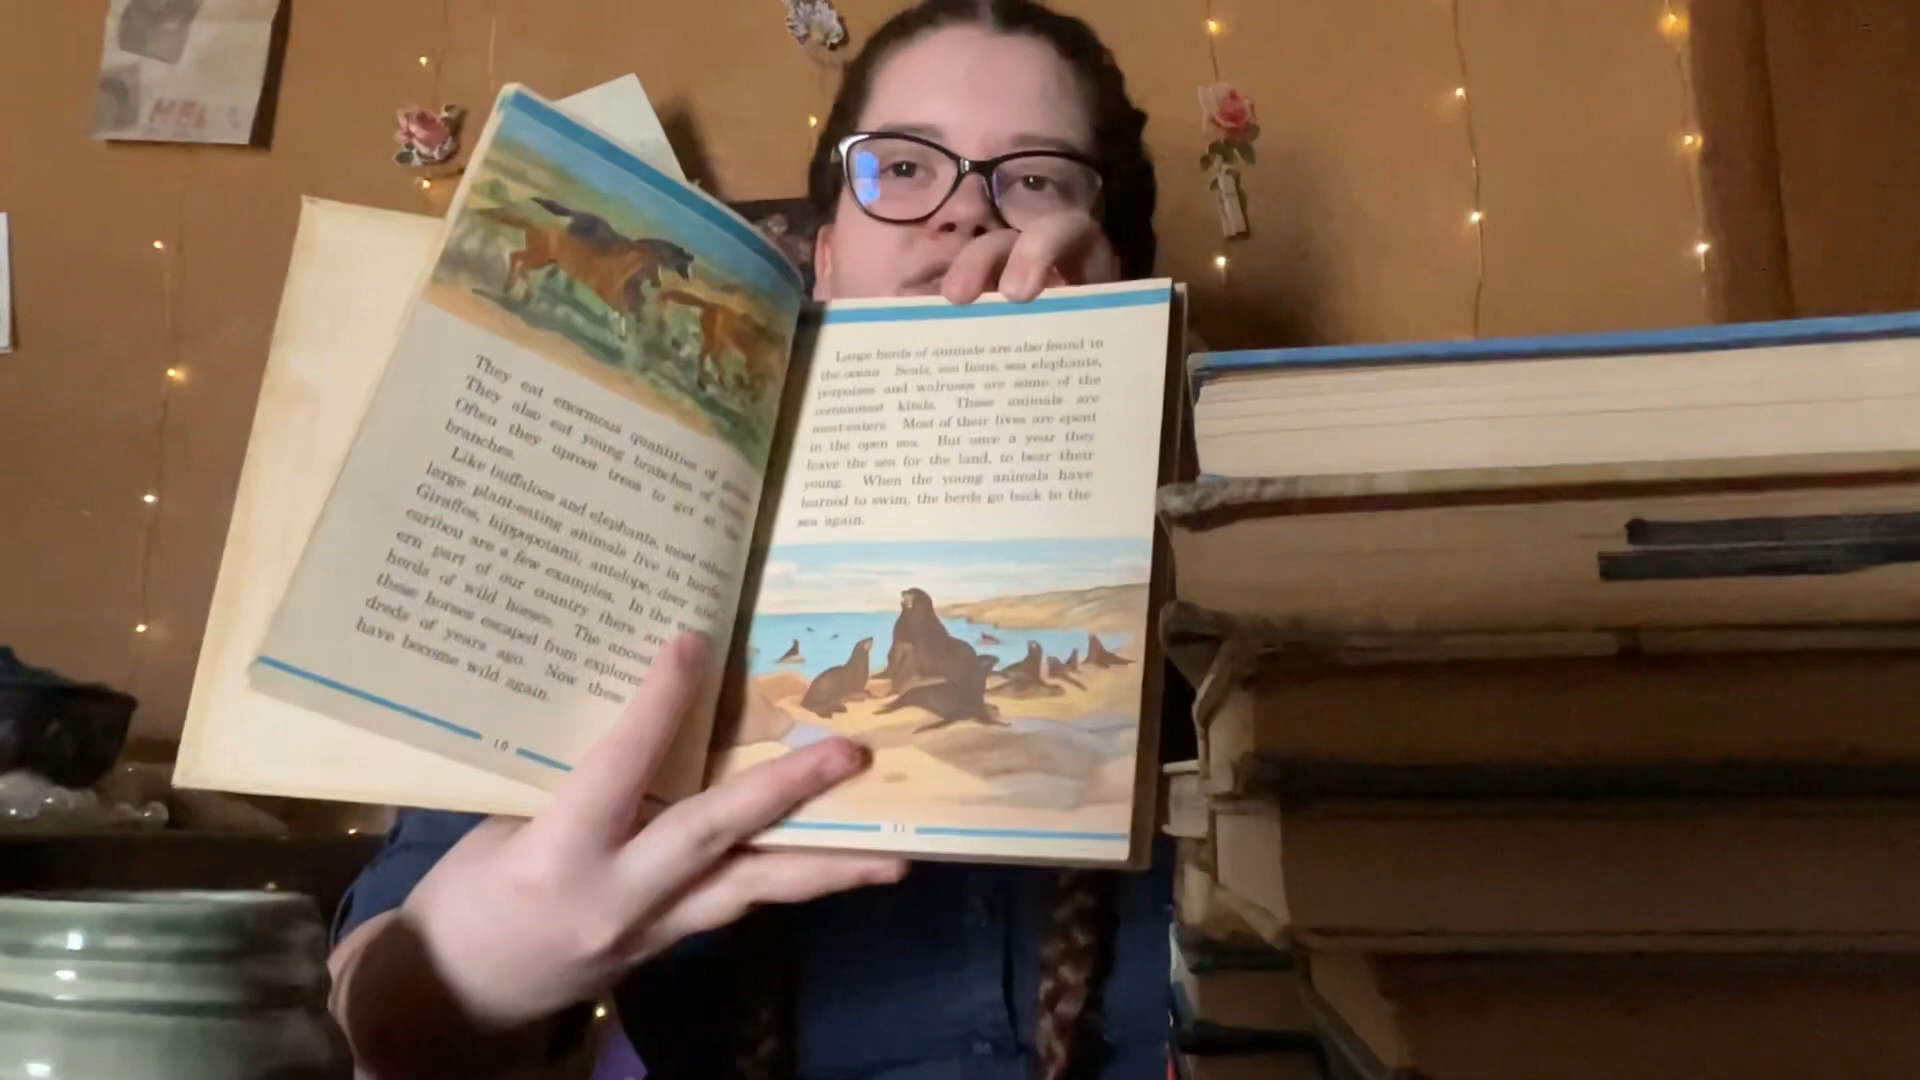 They eat enormous quantities of
They also eat young branches of
Often they uproot trees to get at the
branches.
Like buffaloes and elephants, most other
large plant-eating animals live in herds.
Giraffes, hippopotami, antelope, deer and
caribou are a few examples. In the
ern part of our country there are
herds of wild horses. The
these horses escaped from
dreds of years ago. Now these
have become wild again.
10
Large herds of animals are also found in
the ocean. Seals, sea lions, sea elephants,
porpoises and walruses are some of the
commonest kinds. These animals are
meat-eaters. Most of their lives are spent
in the open sea. But once a year they
leave the sea for the land, to bear their
young. When the young animals have
learned to swim, the herds go back to the
sea again.
11